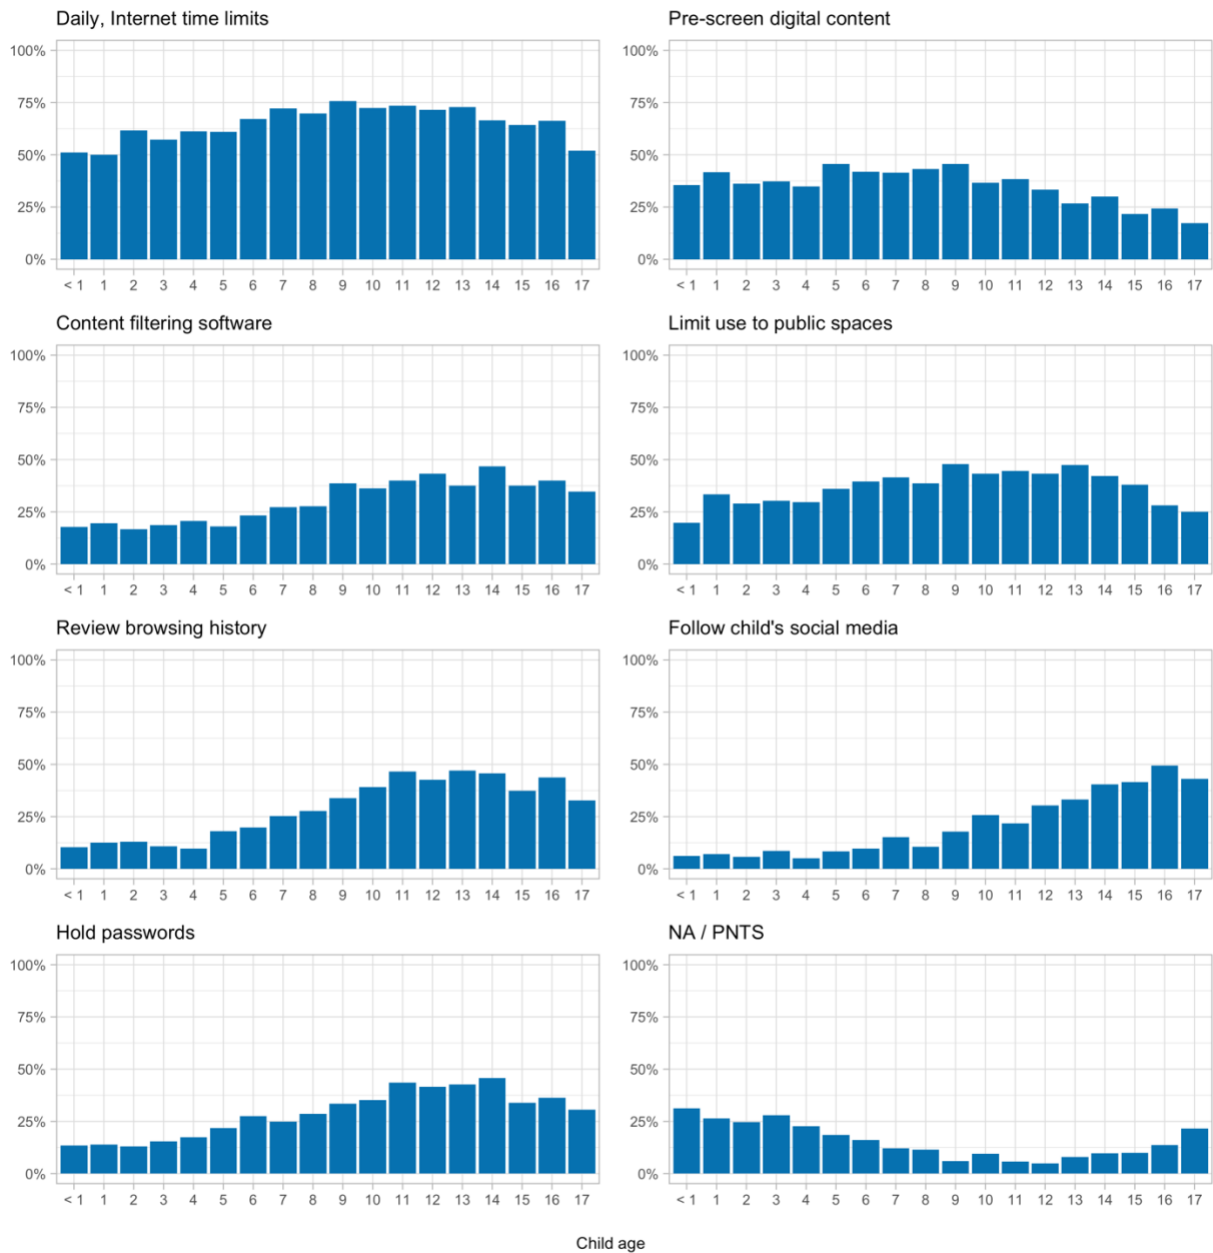 Daily, Internet time limits
100%
75%
50%
25%
0%
< 1 1 2 3 4 5 6 7 8 9 10 11 12 13 14 15 16 17
Pre-screen digital content
100%
75%
50%
25%
0%
< 1 1 2 3 4 5 6 7 8 9 10 11 12 13 14 15 16 17
Content filtering software
100%
75%
50%
25%
0%
< 1 1 2 3 4 5 6 7 8 9 10 11 12 13 14 15 16 17
Limit use to public spaces
100%
75%
50%
25%
0%
< 1 1 2 3 4 5 6 7 8 9 10 11 12 13 14 15 16 17
Review browsing history
100%
75%
50%
25%
0%
< 1 1 2 3 4 5 6 7 8 9 10 11 12 13 14 15 16 17
Follow child's social media
100%
75%
50%
25%
0%
< 1 1 2 3 4 5 6 7 8 9 10 11 12 13 14 15 16 17
Hold passwords
100%
75%
50%
25%
0%
< 1 1 2 3 4 5 6 7 8 9 10 11 12 13 14 15 16 17
NA / PNTS
100%
75%
50%
25%
0%
< 1 1 2 3 4 5 6 7 8 9 10 11 12 13 14 15 16 17
Child age